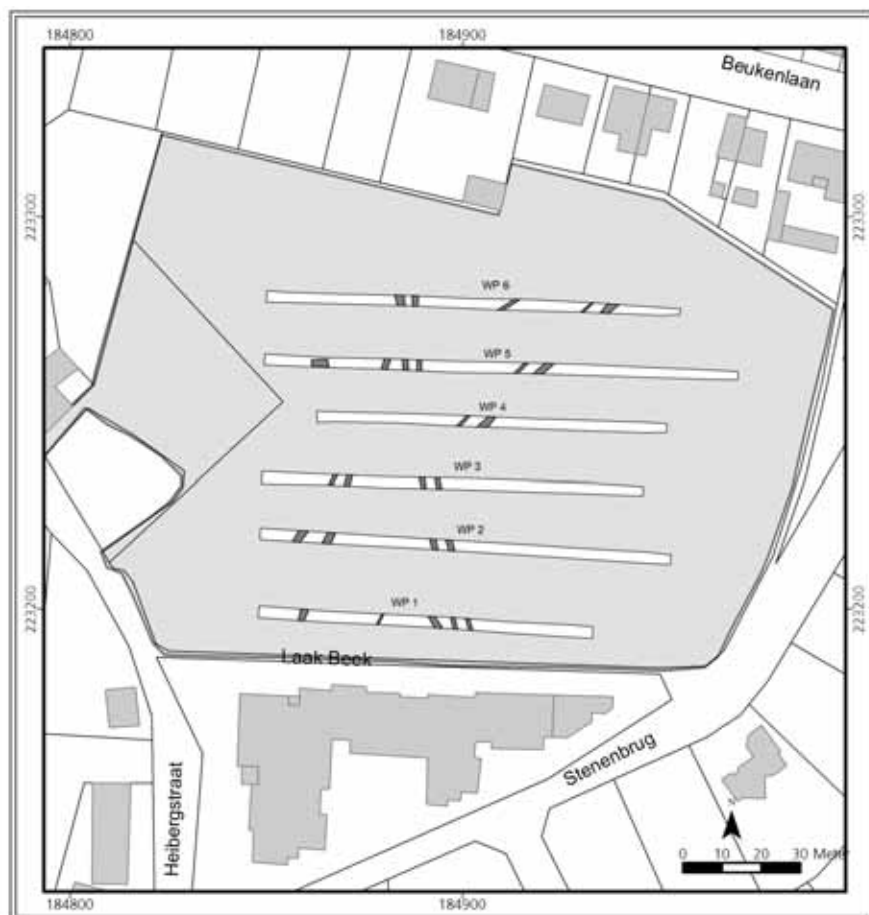 184800
184900
Beukenlaan
223300
223300
WP 6
WP 5
WP 4
WP 3
WP 2
WP 1
223200
223200
Laak Beek
Stenenbrug
Heibergstraat
N
0 10 20 30 Meter
184800
184900